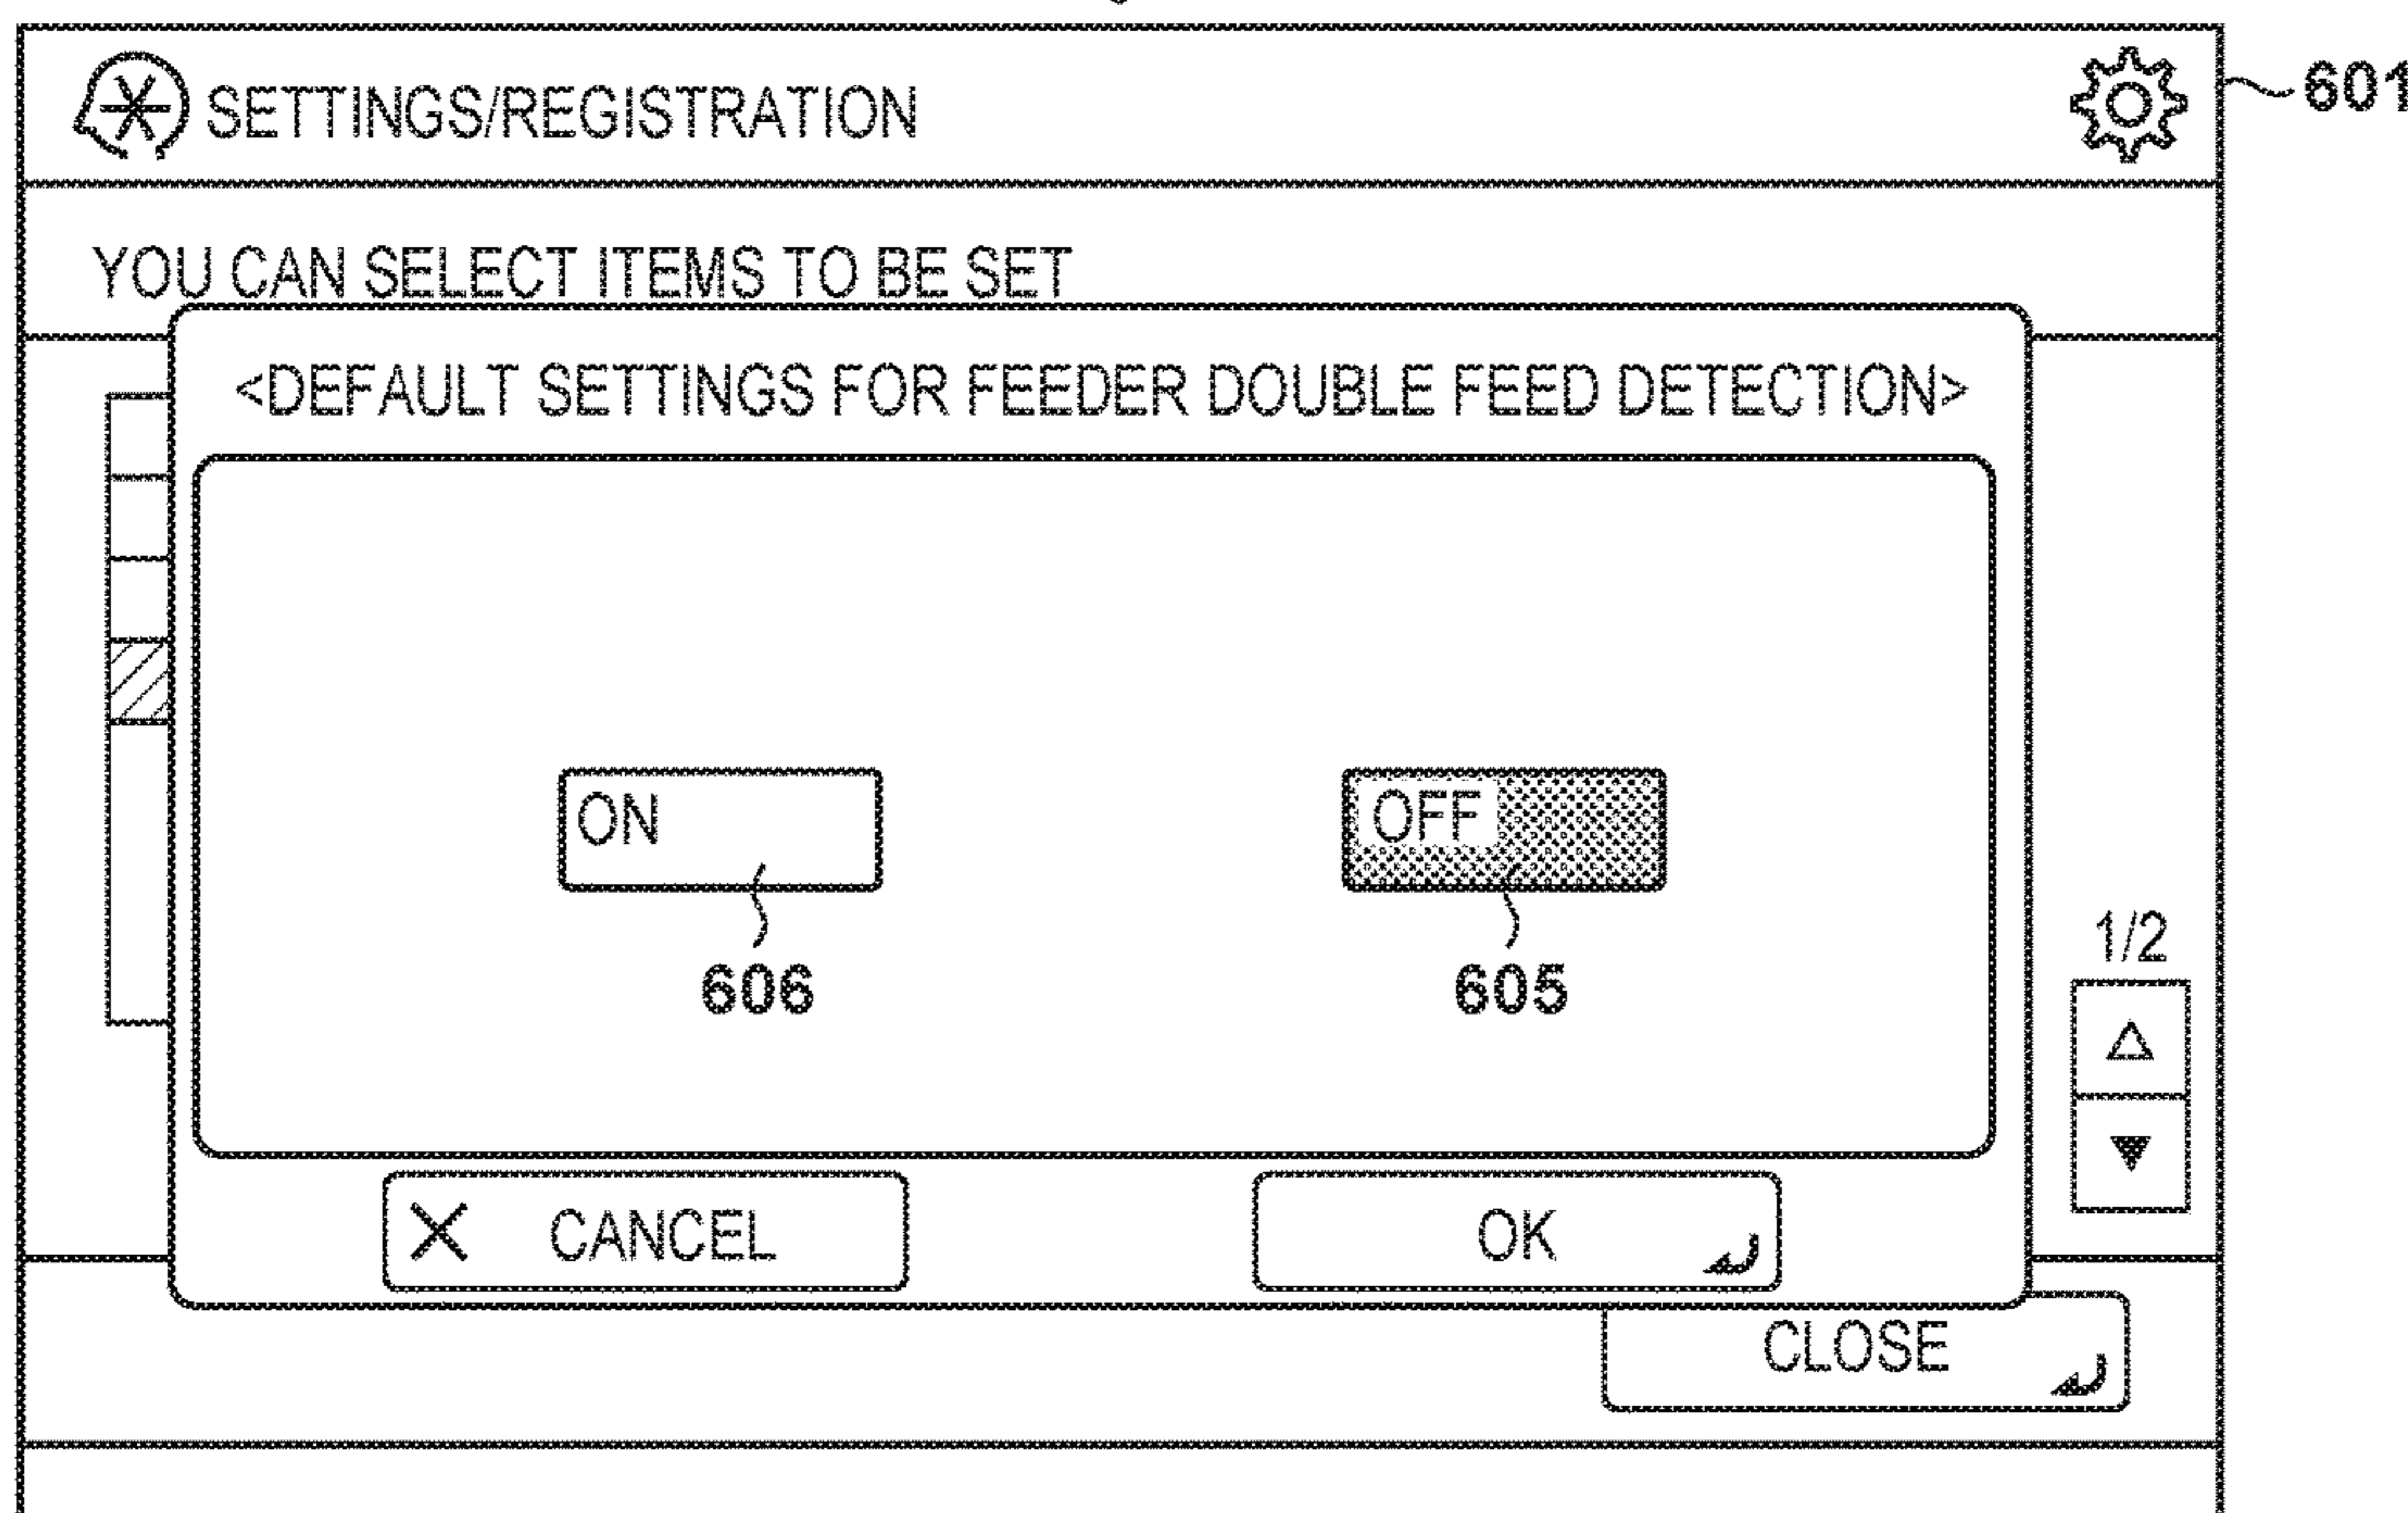 SETTINGS/REGISTRATION
601
YOU CAN SELECT ITEMS TO BE SET
<DEFAULT SETTINGS FOR FEEDER DOUBLE FEED DETECTION>
ON
OFF
606
605
1/2
CANCEL
OK
CLOSE